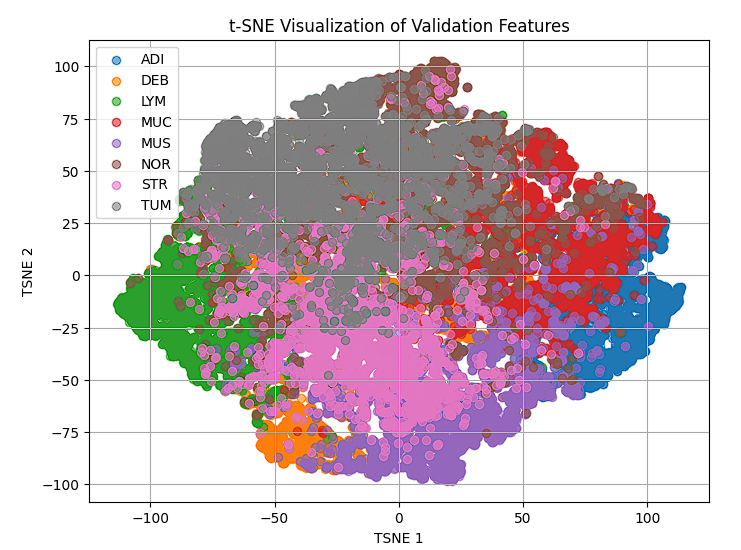 t-SNE Visualization of Validation Features
ADI
DEB
LYM
MUC
MUS
NOR
STR
TUM
100
75
50
25
0
−25
−50
−75
−100
TSNE 2
−100
−50
0
50
100
TSNE 1